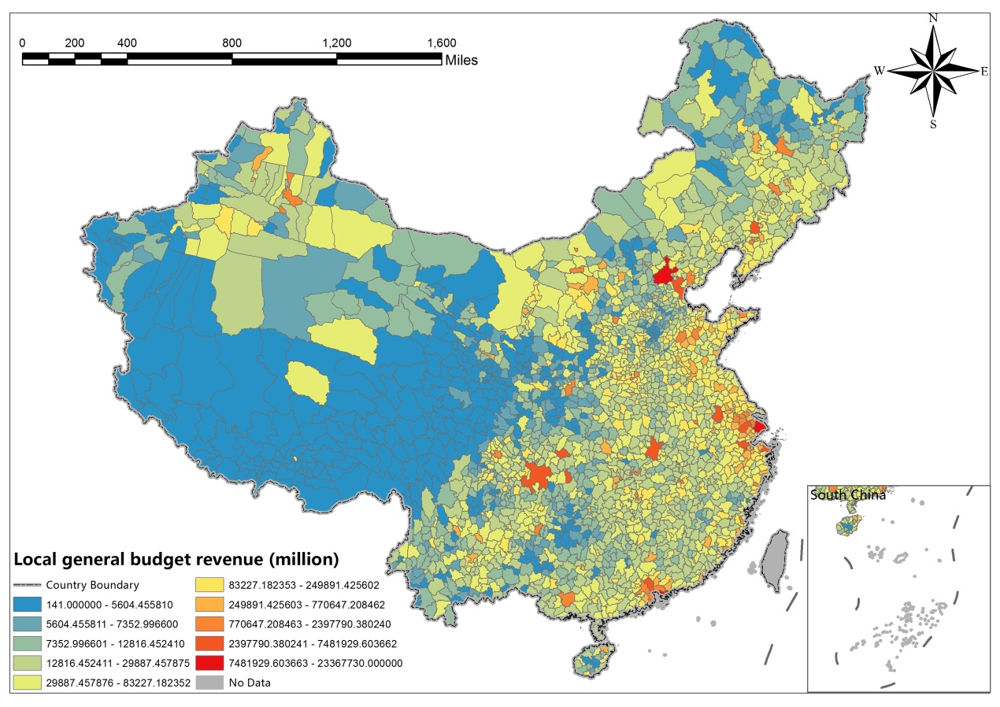 N
0 200 400 800 1,200 1,600
Miles
W E
S
South China
Local general budget revenue (million)
Country Boundary
141.000000 - 5604.455810
5604.455811 - 7352.996600
7352.996601 - 12816.452410
12816.452411 - 29887.457875
29887.457876 - 83227.182352
83227.182353 - 249891.425602
249891.425603 - 770647.208462
770647.208463 - 2397790.380240
2397790.380241 - 7481929.603662
7481929.603663 - 23367730.000000
No Data